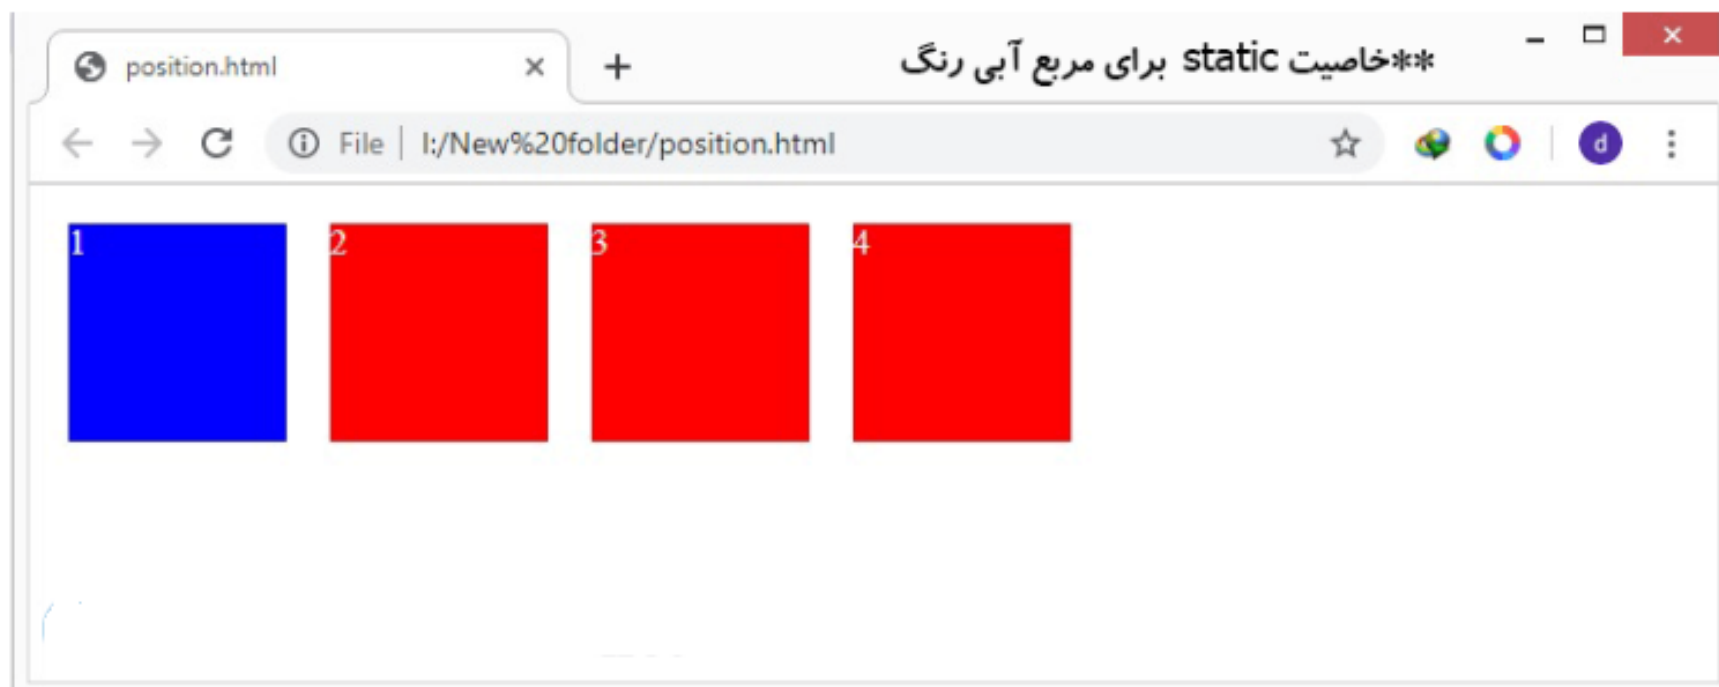 position.html
**خاصیت static برای مربع آبی رنگ
File l:/New%20folder/position.html
d
1 2 3 4